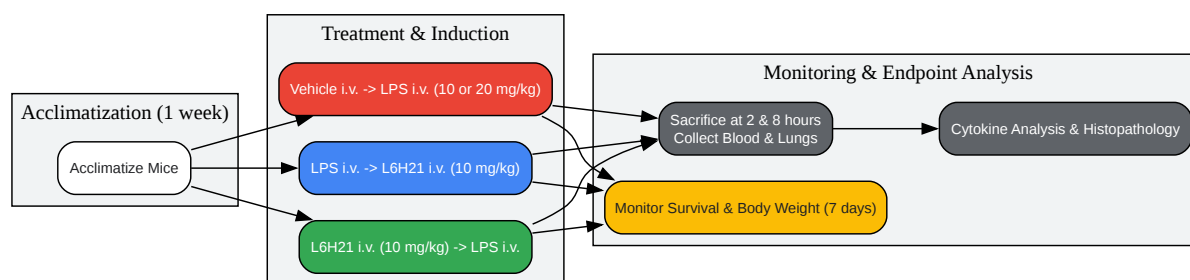 Acclimatization (1 week)
Acclimatize Mice
Treatment & Induction
Vehicle i.v. -> LPS i.v. (10 or 20 mg/kg)
LPS i.v. -> L6H21 i.v. (10 mg/kg)
L6H21 i.v. (10 mg/kg) -> LPS i.v.
Monitoring & Endpoint Analysis
Sacrifice at 2 & 8 hours
Collect Blood & Lungs
Cytokine Analysis & Histopathology
Monitor Survival & Body Weight (7 days)